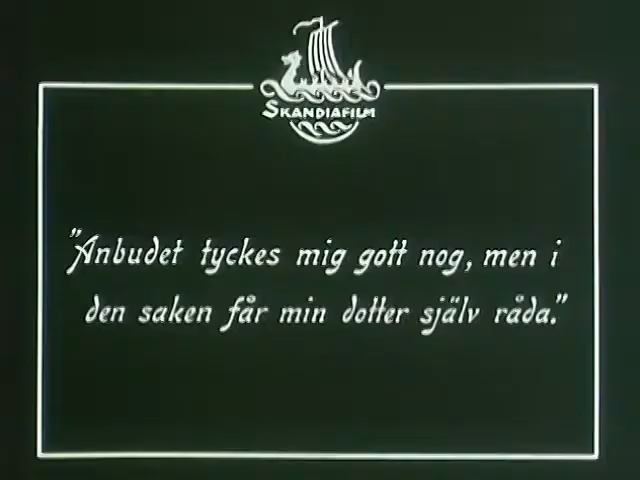 SKANDIAFILM
"Anbudet tyckes mig gott nog, men i
den saken får min dotter själv råda."